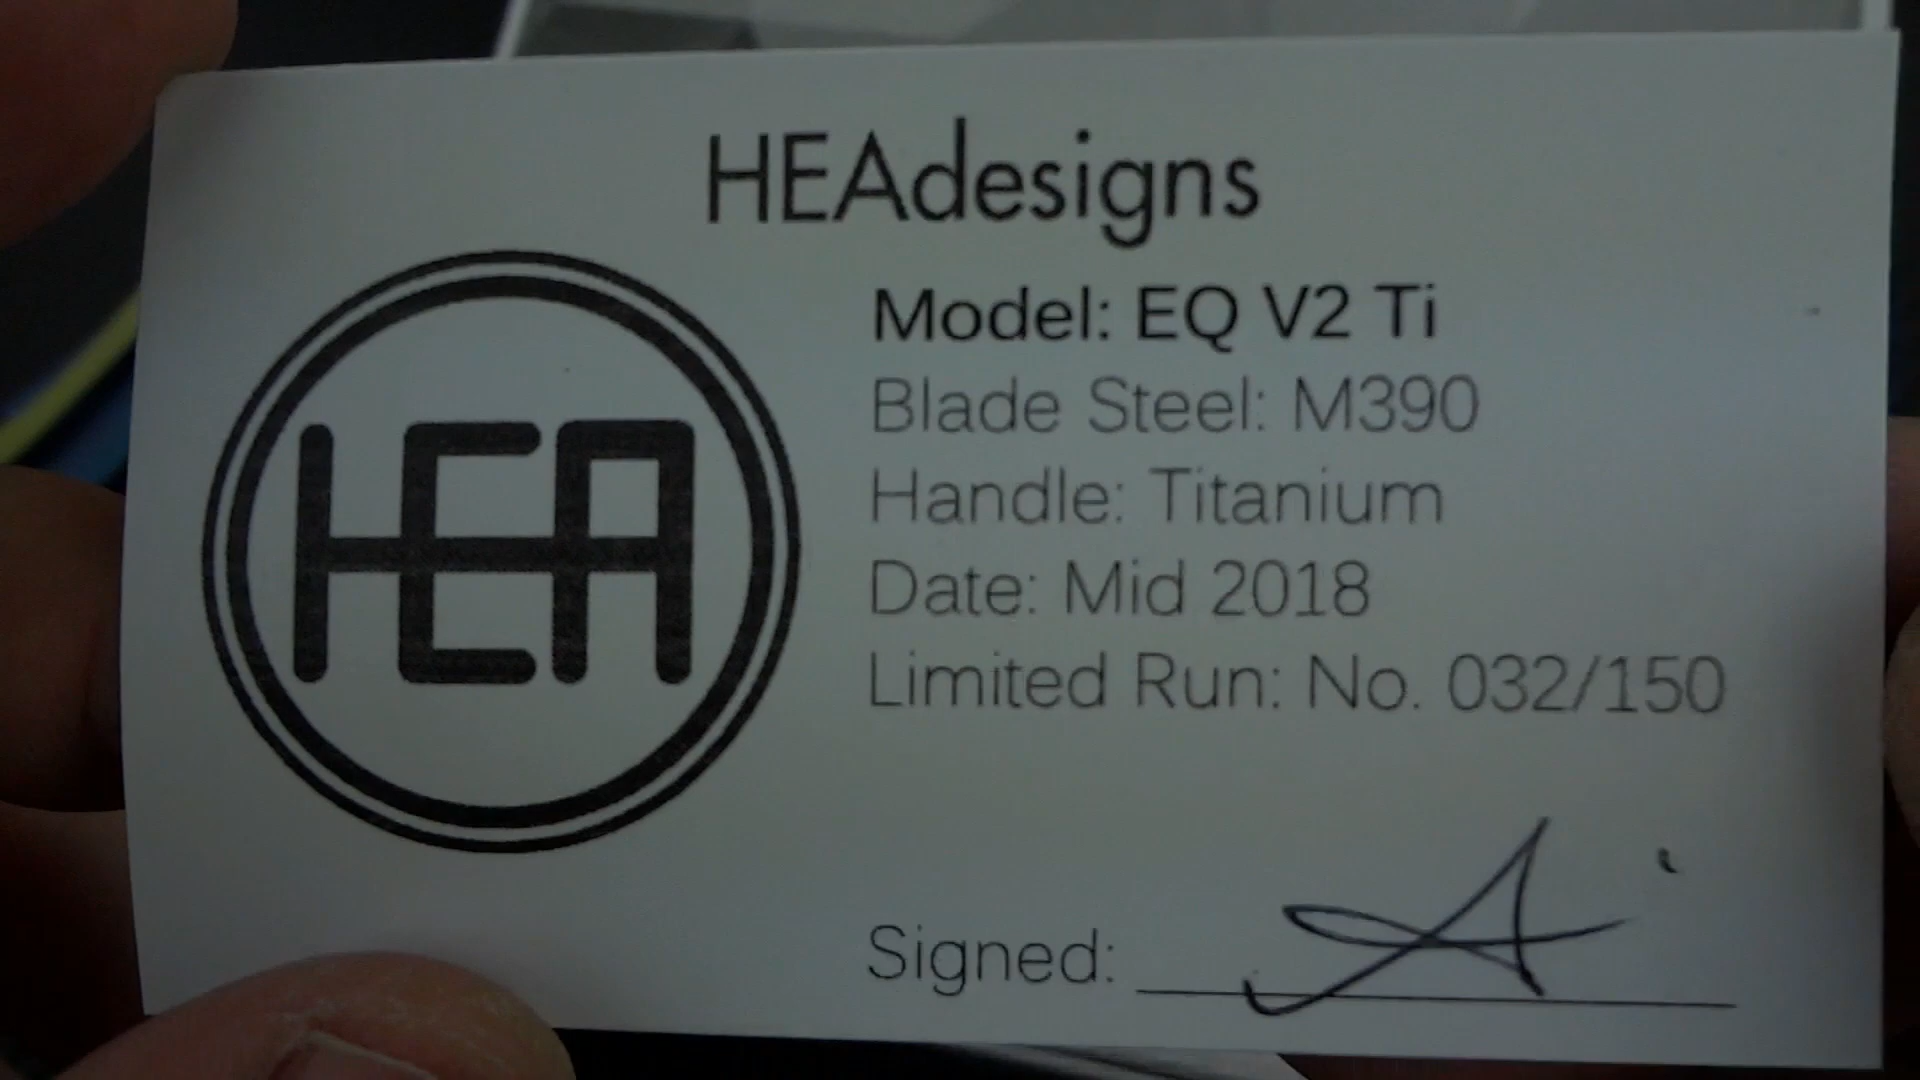 HEAdesigns
HEA
Model: EQ V2 Ti
Blade Steel: M390
Handle: Titanium
Date: Mid 2018
Limited Run: No. 032/150
Signed: